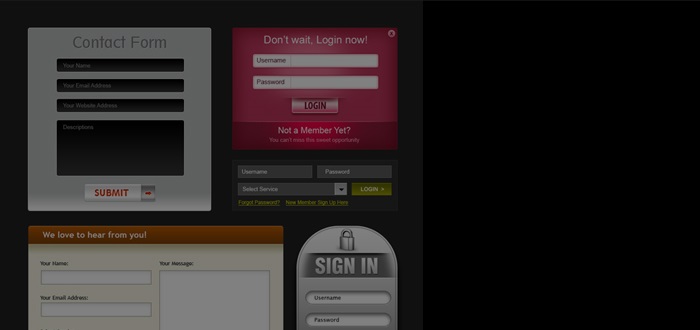 Contact Form
Your Name
Your Email Address
Your Website Address
Descriptions
SUBMIT
Don't wait, Login now!
Username
Password
LOGIN
Not a Member Yet?
You can't miss this sweet opportunity
Username
Password
Select Service
LOGIN >
Forgot Password?
New Member Sign Up Here
We love to hear from you!
Your Name:
Your Message:
Your Email Address:
SIGN IN
Username
Password